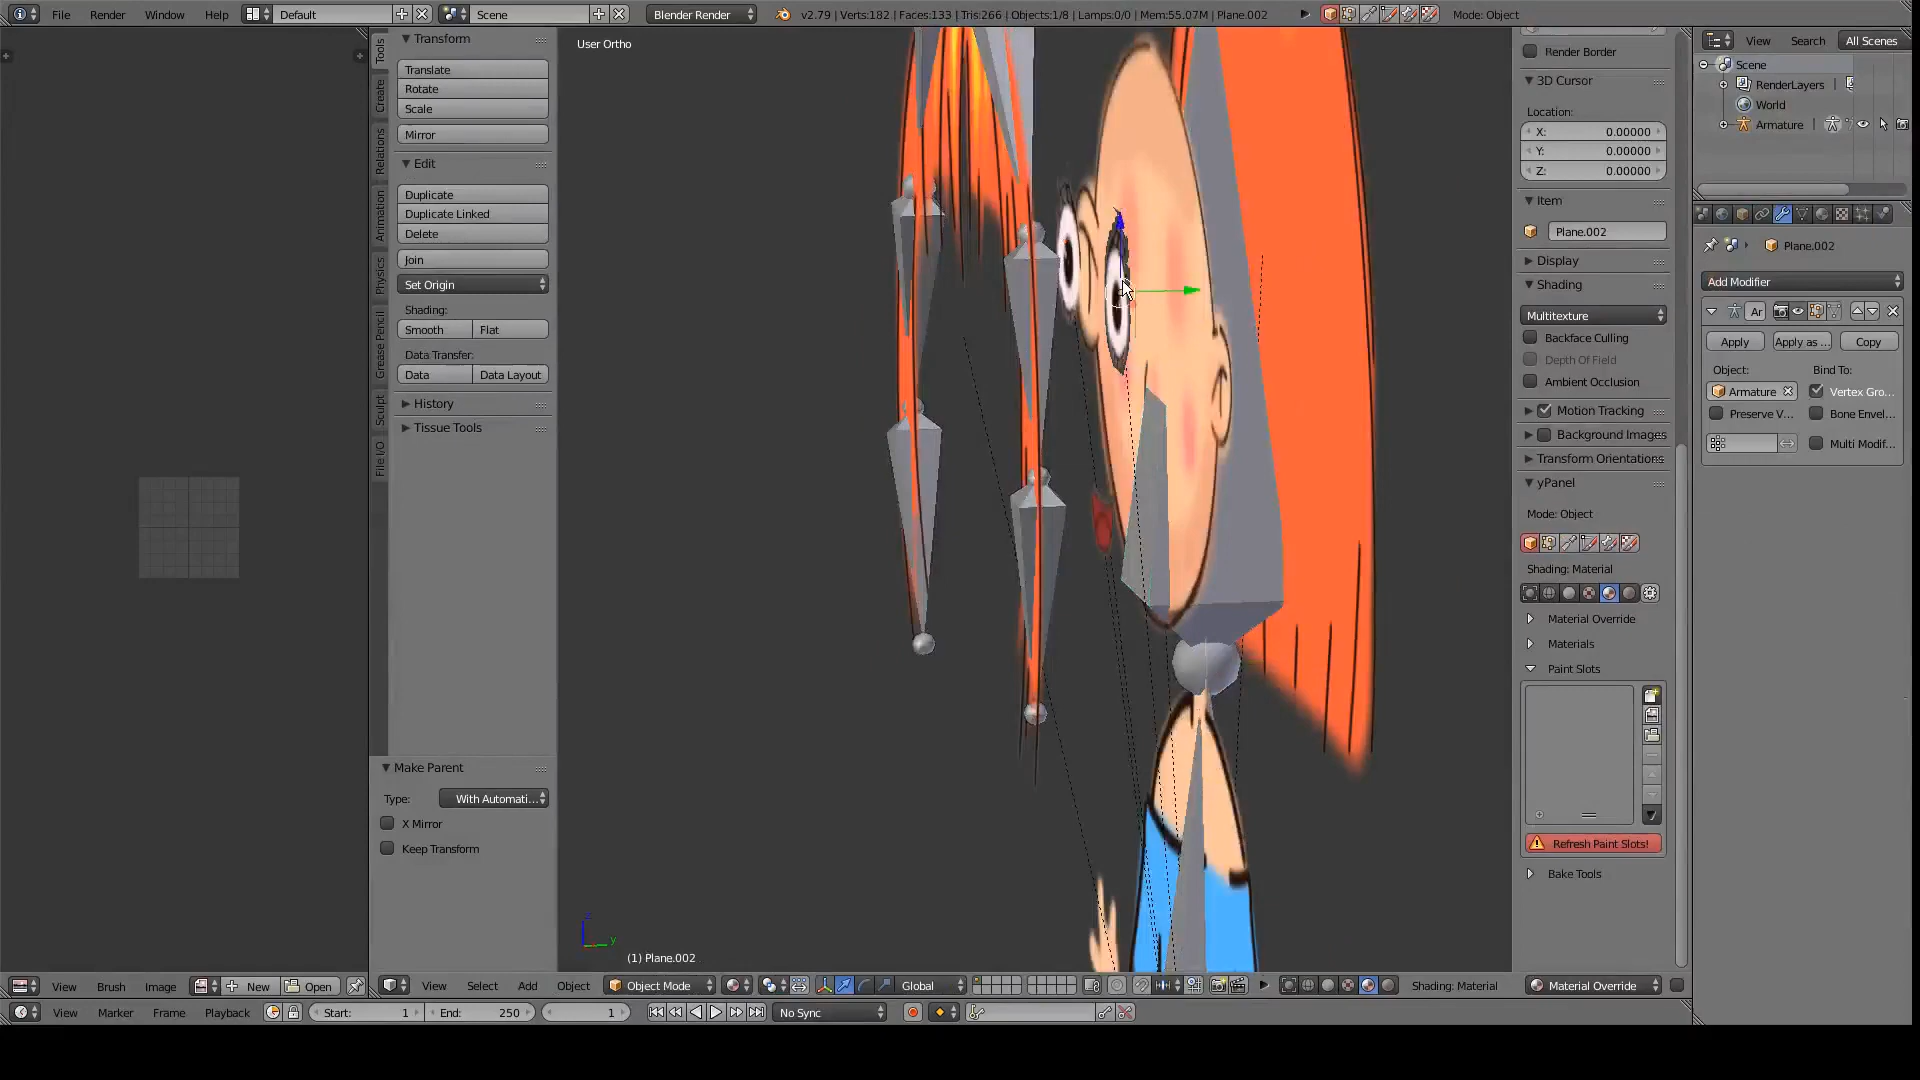 File Render Window Help Default Scene Blender Render v2.79 | Verts:182 | Faces:133 | Tris:266 | Objects:1/8 | Lamps:0/0 | Mem:55.07M | Plane.002 Mode: Object
Tools
Create
Relations
Animation
Physics
Grease Pencil
Sculpt
File I/O
Transform
Translate
Rotate
Scale
Mirror
Edit
Duplicate
Duplicate Linked
Delete
Join
Set Origin
Shading:
Smooth Flat
Data Transfer:
Data Data Layout
History
Tissue Tools
Make Parent
Type: With Automati...
X Mirror
Keep Transform
User Ortho
z
y
(1) Plane.002
Render Border
3D Cursor
Location:
X: 0.00000
Y: 0.00000
Z: 0.00000
Item
Plane.002
Display
Shading
Multitexture
Backface Culling
Depth Of Field
Ambient Occlusion
Motion Tracking
Background Images
Transform Orientations
yPanel
Mode: Object
Shading: Material
Material Override
Materials
Paint Slots
Refresh Paint Slots!
Bake Tools
View Search All Scenes
Scene
RenderLayers
World
Armature
Plane.002
Add Modifier
Ar
Apply Apply as ... Copy
Object: Bind To:
Armature Vertex Gro...
Preserve V... Bone Envel...
Multi Modif...
View Brush Image New Open View Select Add Object Object Mode Global Shading: Material Material Override
View Marker Frame Playback Start: 1 End: 250 1 No Sync